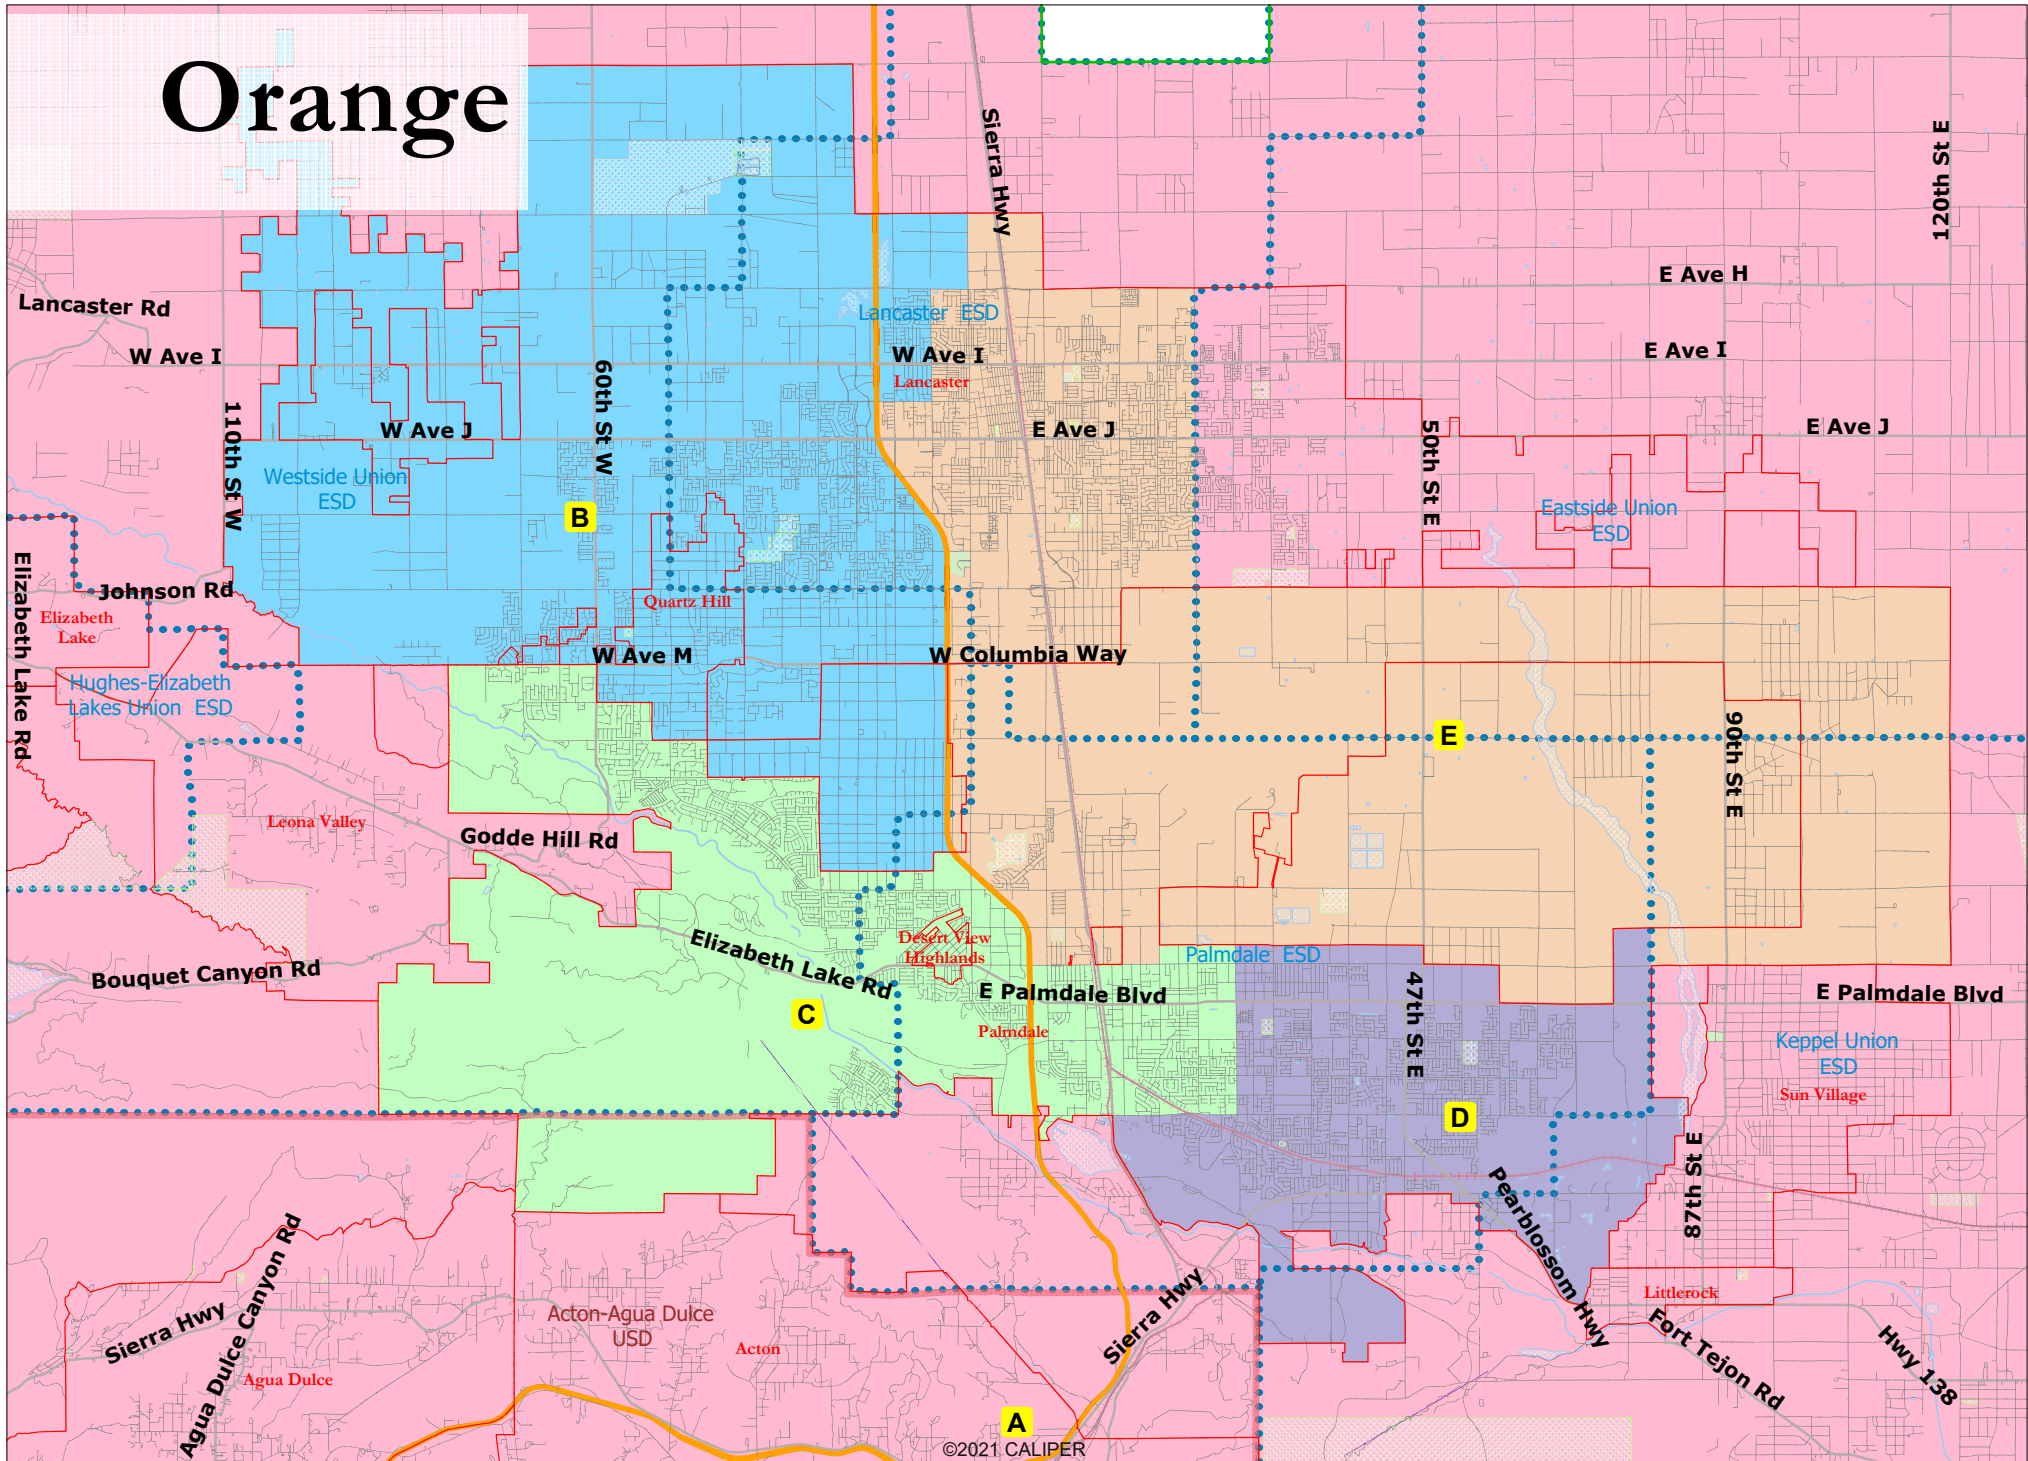 Orange
Sierra Hwy
120th St E
E Ave H
Lancaster Rd
Lancaster ESD
W Ave I
W Ave I
E Ave I
Lancaster
60th St W
110th St W
W Ave J
E Ave J
50th St E
E Ave J
Westside Union
ESD
B
Eastside Union
ESD
Elizabeth Lake Rd
Johnson Rd
Elizabeth
Lake
Quartz Hill
W Ave M
W Columbia Way
Hughes-Elizabeth
Lakes Union ESD
E
90th St E
Leona Valley
Godde Hill Rd
Elizabeth Lake Rd
Desert View
Highlands
Palmdale ESD
Bouquet Canyon Rd
E Palmdale Blvd
47th St E
E Palmdale Blvd
C
Palmdale
Keppel Union
ESD
Sun Village
D
87th St E
Pearblossom Hwy
Sierra Hwy
Agua Dulce Canyon Rd
Acton-Agua Dulce
USD
Acton
Agua Dulce
Sierra Hwy
Littlerock
Fort Tejon Rd
Hwy 138
A
©2021 CALIPER